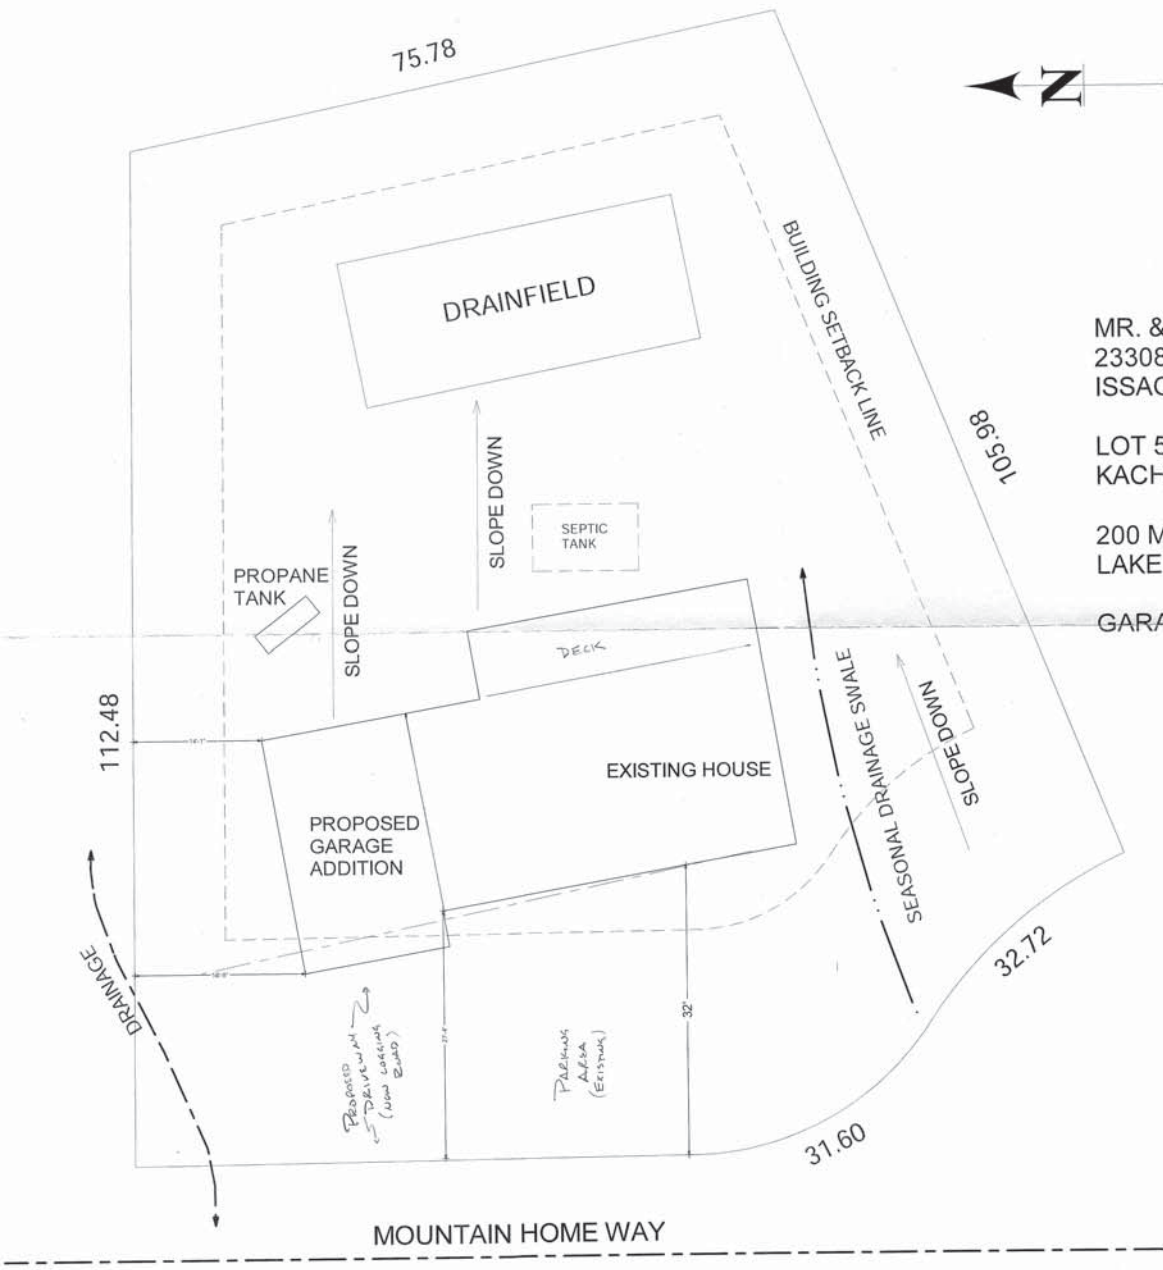 75.78
N
DRAINFIELD
BUILDING SETBACK LINE
MR. &
23308
ISSAQ
105.98
LOT 5
KACH
SLOPE DOWN
SEPTIC
TANK
200 M
LAKE
PROPANE
TANK
SLOPE DOWN
GARA
DECK
112.48
SEASONAL DRAINAGE SWALE
SLOPE DOWN
EXISTING HOUSE
PROPOSED
GARAGE
ADDITION
DRAINAGE
32.72
32'
PROPOSED
DRIVEWAY
(NOW LOGGING
ROAD)
PARKING
AREA
(EXISTING)
31.60
MOUNTAIN HOME WAY